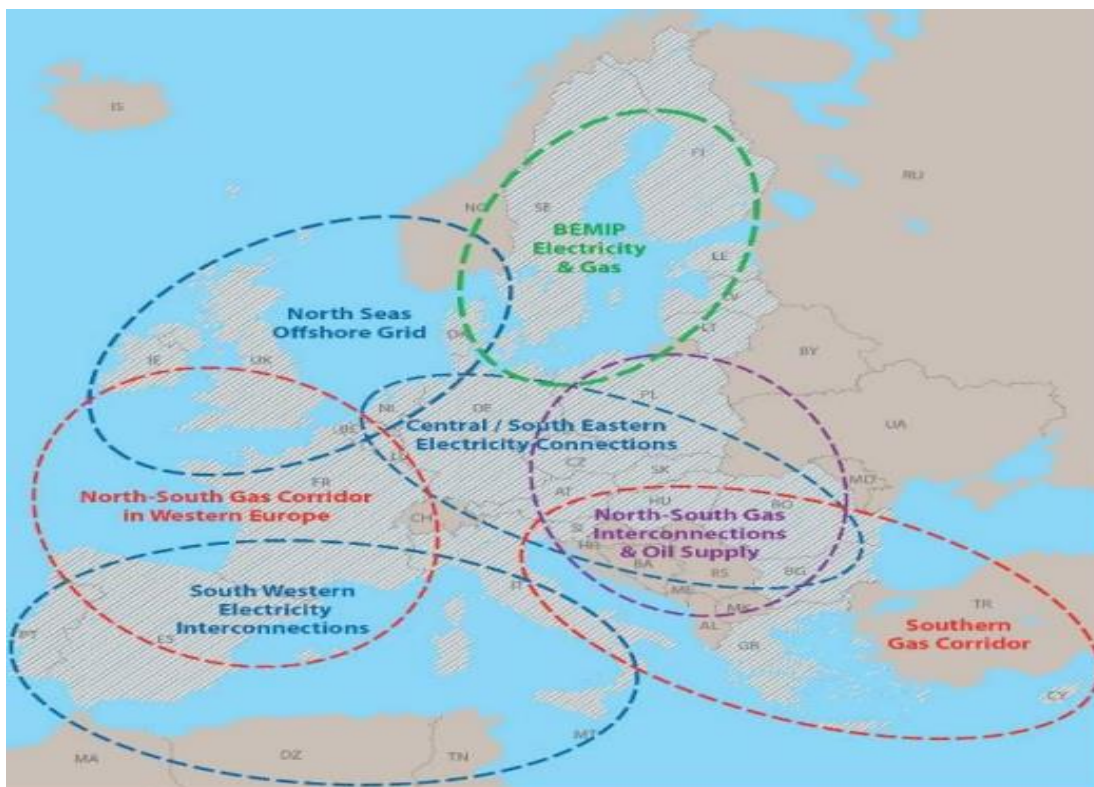 IS
FI
RU
NO
SE
BEMIP
Electricity
& Gas
LE
LV
LT
North Seas
Offshore Grid
DK
IE
UK
BY
PL
NL
DE
BE
Central / South Eastern
Electricity Connections
UA
CZ
SK
FR
AT
MD
North-South Gas Corridor
in Western Europe
HU
RO
CH
North-South Gas
Interconnections
& Oil Supply
HR
BA
RS
BG
IT
ME
MK
South Western
Electricity
Interconnections
TR
AL
Southern
Gas Corridor
PT
ES
GR
CY
MT
MA
DZ
TN